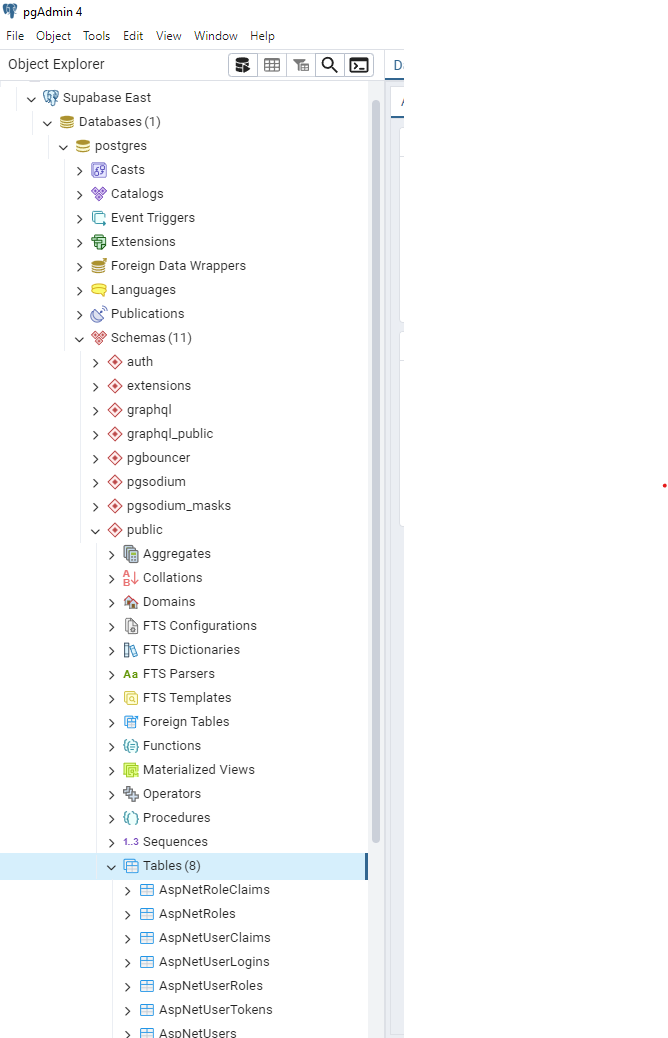 pgAdmin 4
File Object Tools Edit View Window Help
Object Explorer
Supabase East
Databases (1)
postgres
Casts
Catalogs
Event Triggers
Extensions
Foreign Data Wrappers
Languages
Publications
Schemas (11)
auth
extensions
graphql
graphql_public
pgbouncer
pgsodium
pgsodium_masks
public
Aggregates
Collations
Domains
FTS Configurations
FTS Dictionaries
Aa FTS Parsers
FTS Templates
Foreign Tables
Functions
Materialized Views
Operators
Procedures
1..3 Sequences
Tables (8)
AspNetRoleClaims
AspNetRoles
AspNetUserClaims
AspNetUserLogins
AspNetUserRoles
AspNetUserTokens
AspNetUsers